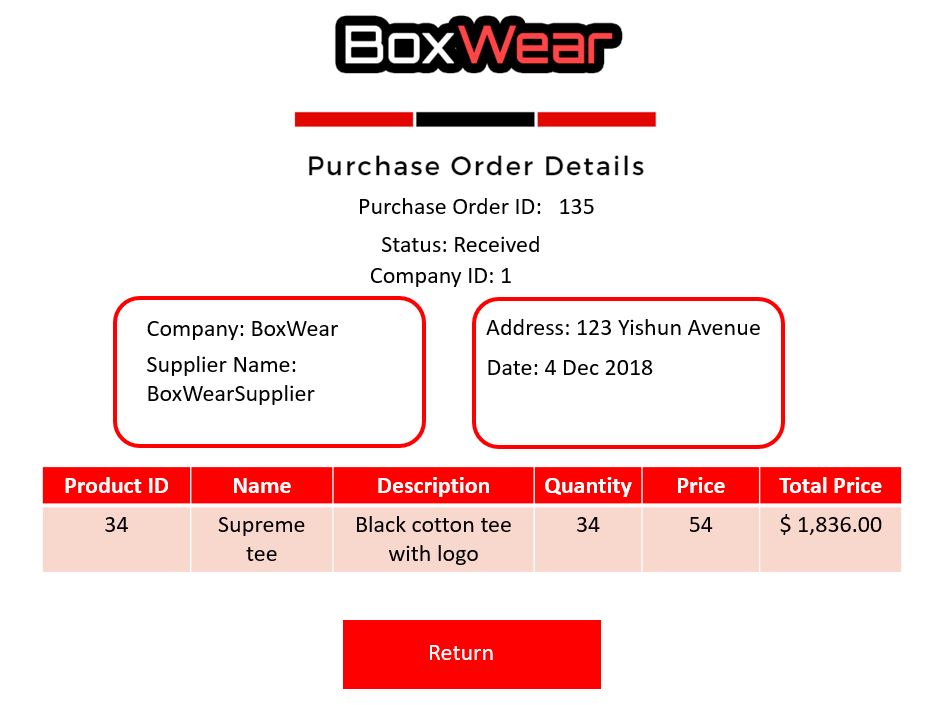 BoxWear
Purchase Order Details
Purchase Order ID: 135
Status: Received
Company ID: 1
Company: BoxWear
Supplier Name:
BoxWearSupplier
Address: 123 Yishun Avenue
Date: 4 Dec 2018
Product ID Name Description Quantity Price Total Price
34 Supreme Black cotton tee 34 54 $ 1,836.00
tee with logo
Return